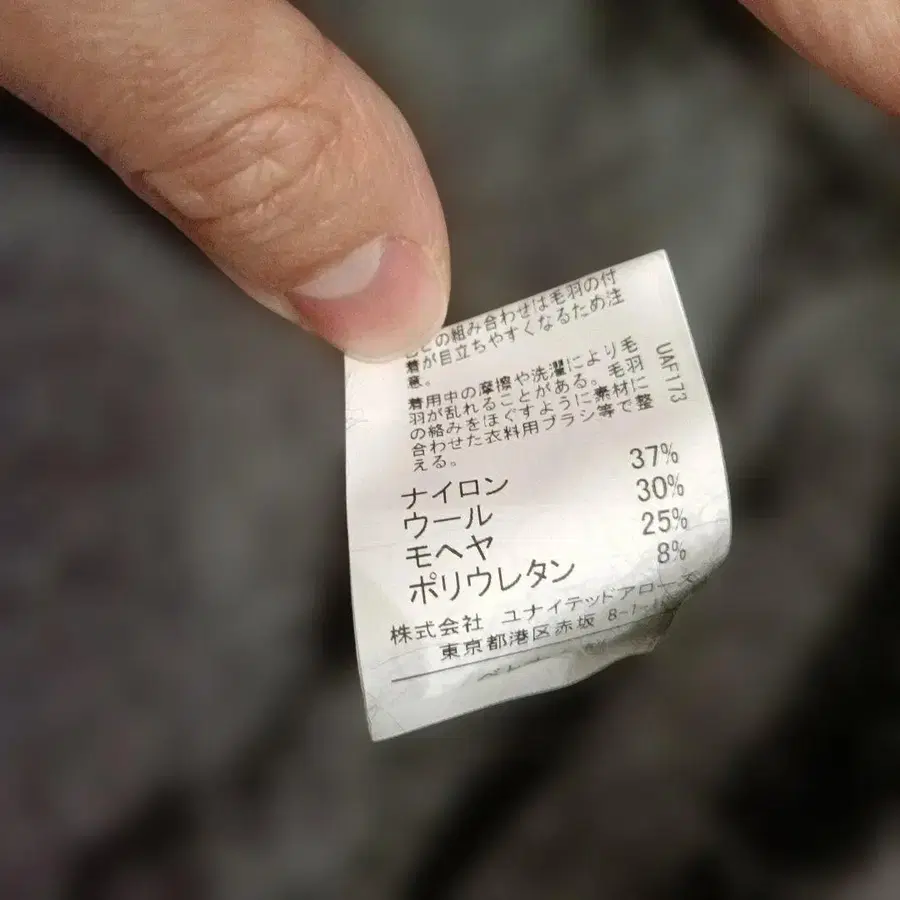 の組み合わせは毛羽の付
着が目立ちやすくなるため注
意。
着用中の摩擦や洗濯により毛
羽が乱れることがある。毛羽
の絡みをほぐすように素材に
合わせた衣料用ブラシ等で整
える。
UAF173
ナイロン 37%
ウール 30%
モヘヤ 25%
ポリウレタン 8%
株式会社 ユナイテッドアローズ
東京都港区赤坂 8-1-